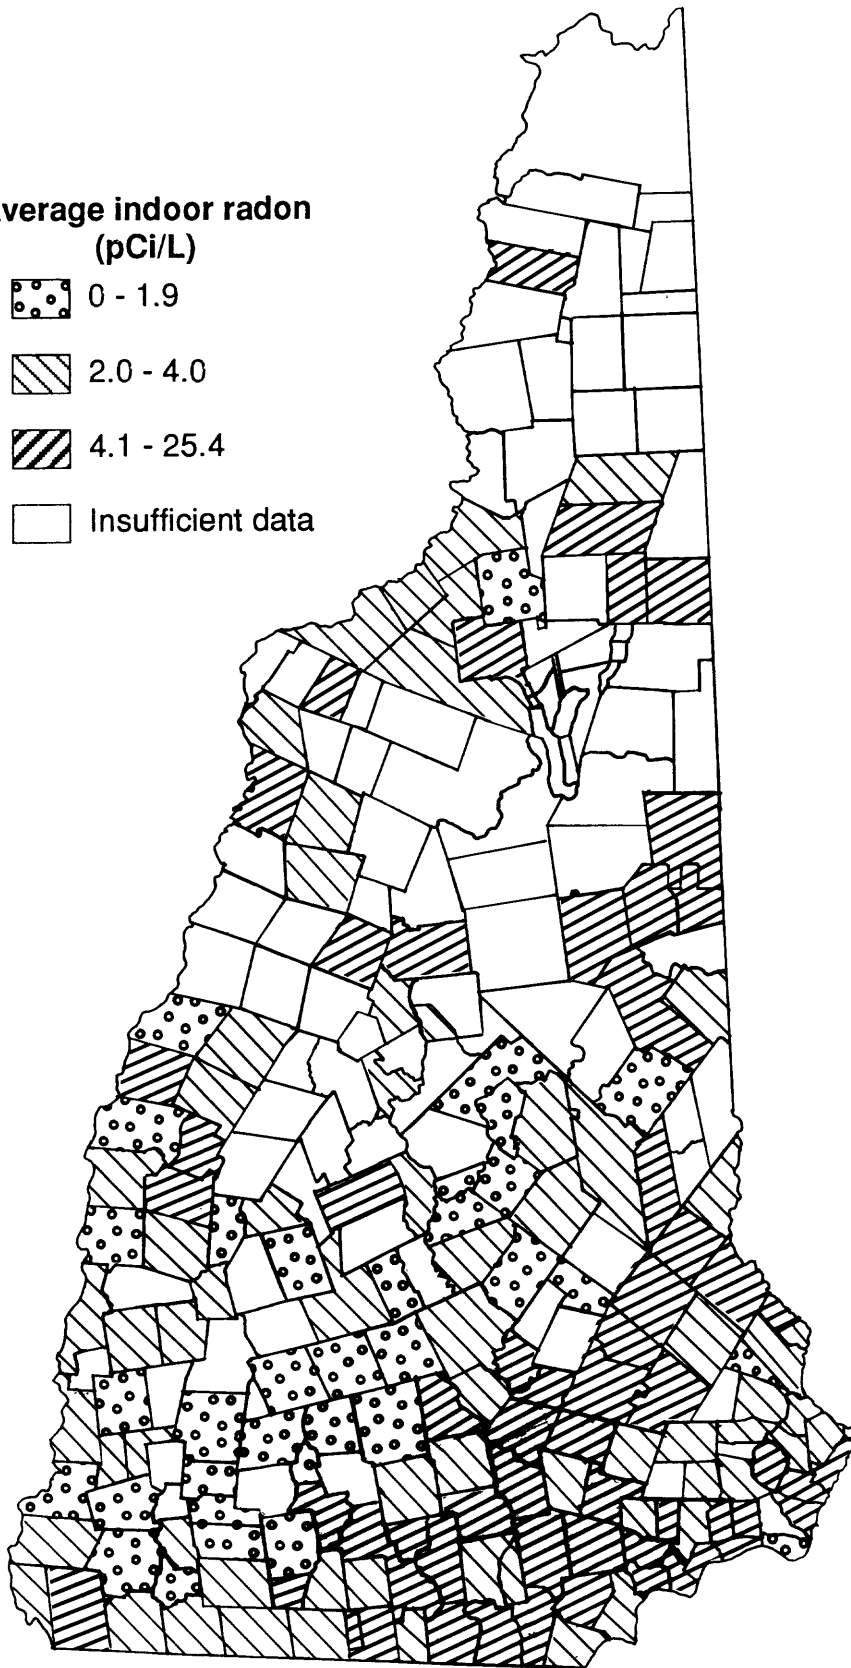 verage indoor radon
(pCi/L)
0 - 1.9
2.0 - 4.0
4.1 - 25.4
Insufficient data